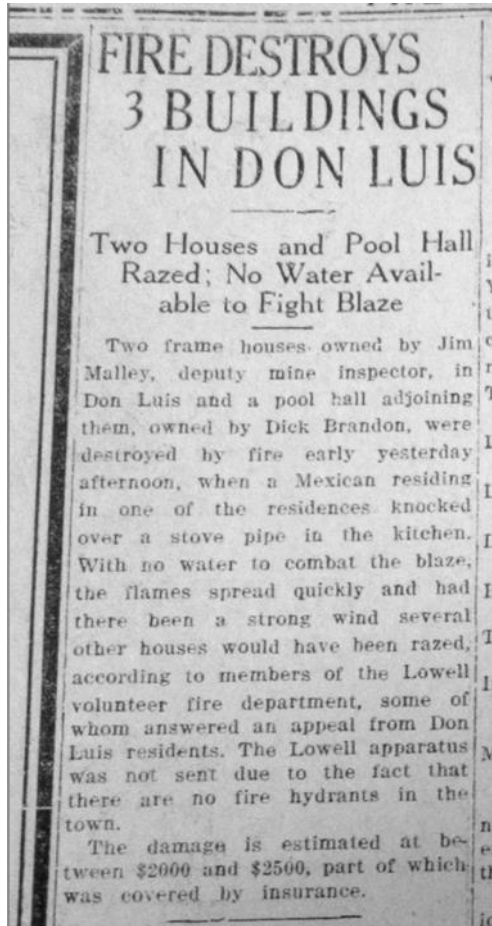 FIRE DESTROYS
3 BUILDINGS
IN DON LUIS
Two Houses and Pool Hall
Razed; No Water Avail-
able to Fight Blaze
Two frame houses owned by Jim
Malley, deputy mine inspector, in
Don Luis and a pool hall adjoining
them, owned by Dick Brandon, were
destroyed by fire early yesterday
afternoon, when a Mexican residing
in one of the residences knocked
over a stove pipe in the kitchen.
With no water to combat the blaze,
the flames spread quickly and had
there been a strong wind several
other houses would have been razed,
according to members of the Lowell
volunteer fire department, some of
whom answered an appeal from Don
Luis residents. The Lowell apparatus
was not sent due to the fact that
there are no fire hydrants in the
town.
The damage is estimated at be-
tween $2000 and $2500, part of which
was covered by insurance.